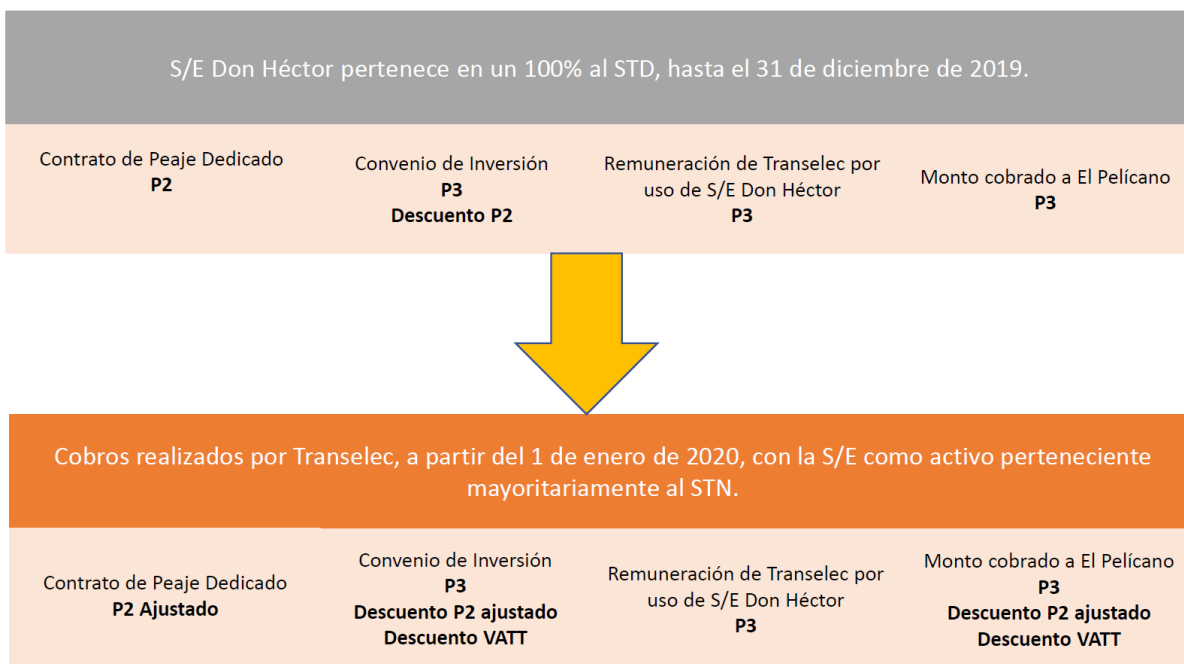 S/E Don Héctor pertenece en un 100% al STD, hasta el 31 de diciembre de 2019.
Contrato de Peaje Dedicado
P2
Convenio de Inversión
P3
Descuento P2
Remuneración de Transelec por
uso de S/E Don Héctor
P3
Monto cobrado a El Pelícano
P3
Cobros realizados por Transelec, a partir del 1 de enero de 2020, con la S/E como activo perteneciente
mayoritariamente al STN.
Contrato de Peaje Dedicado
P2 Ajustado
Convenio de Inversión
P3
Descuento P2 ajustado
Descuento VATT
Remuneración de Transelec por
uso de S/E Don Héctor
P3
Monto cobrado a El Pelícano
P3
Descuento P2 ajustado
Descuento VATT